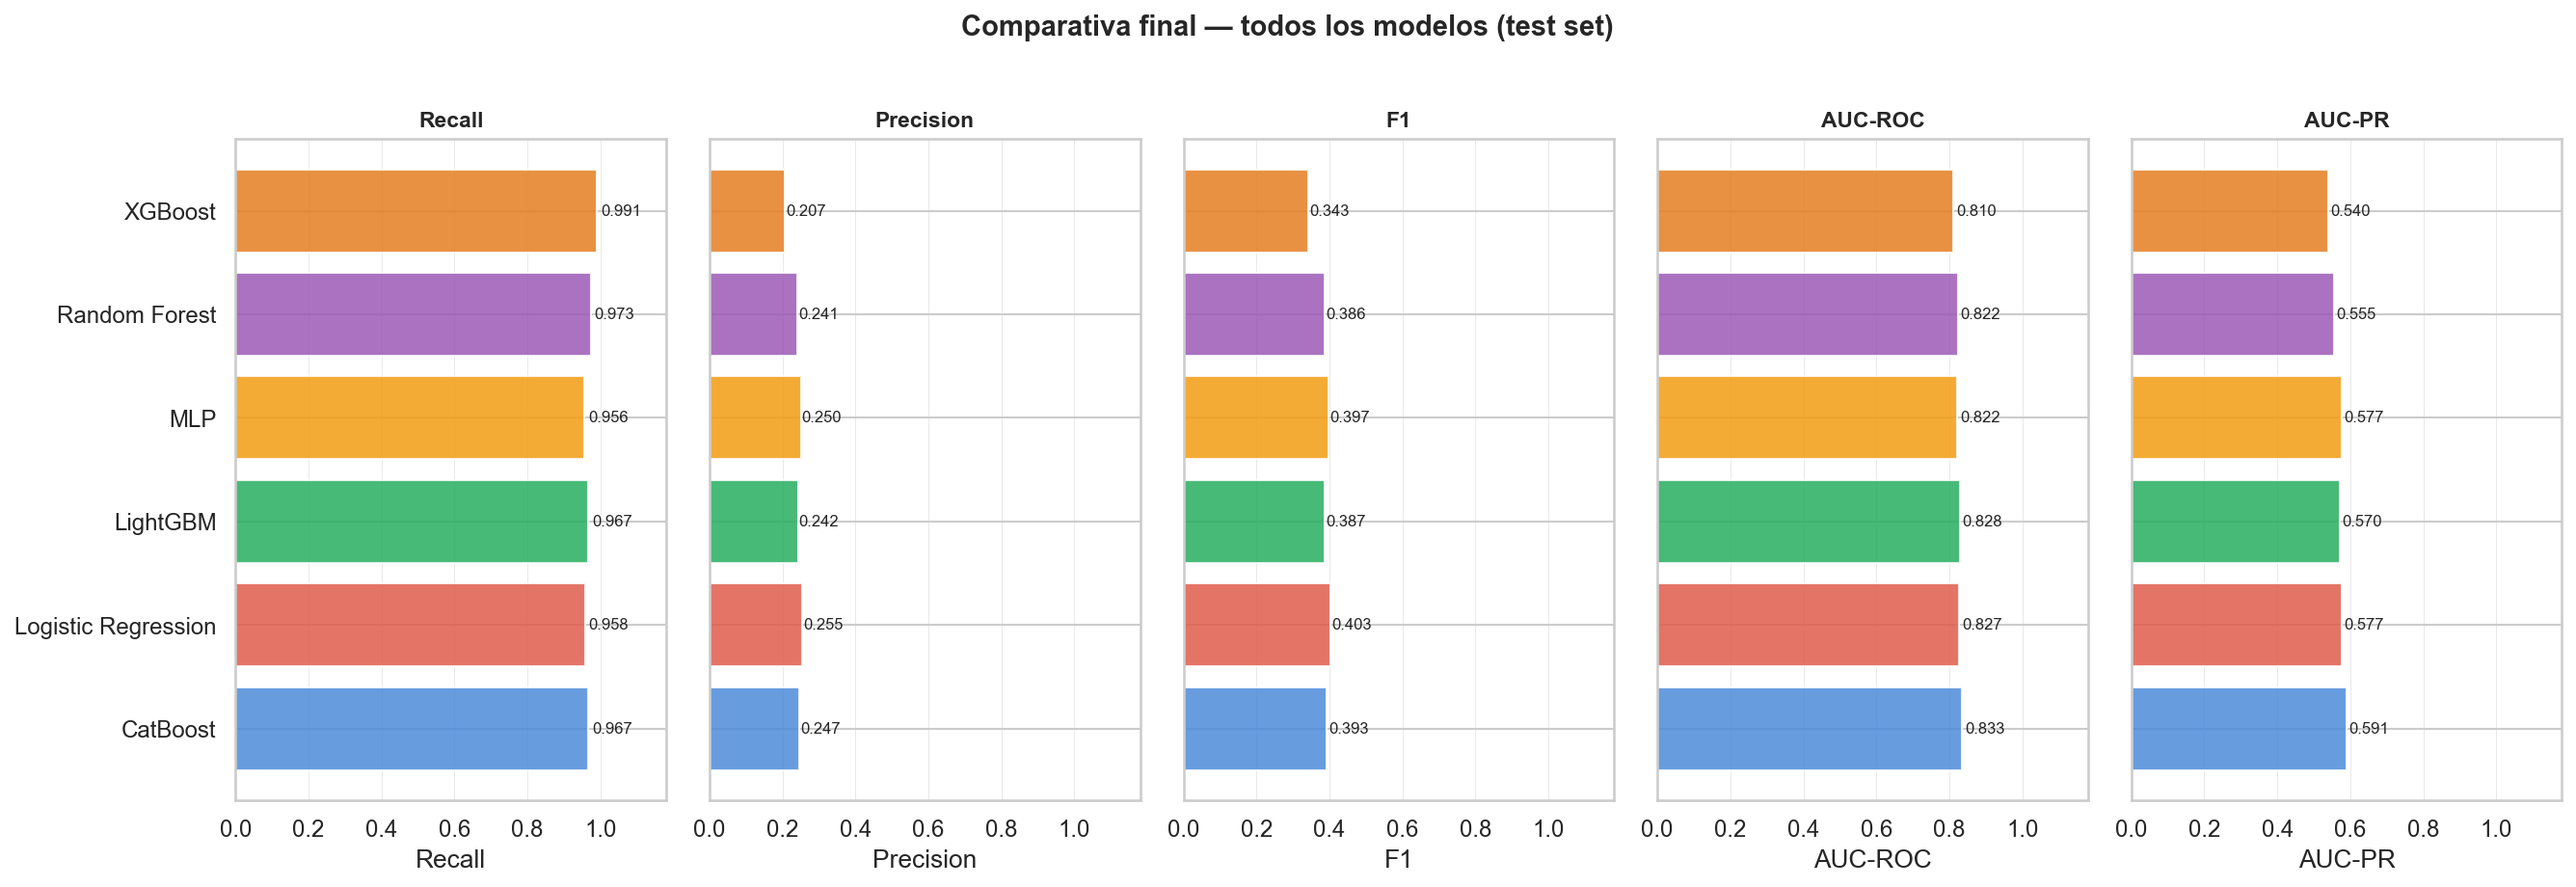 Comparativa final — todos los modelos (test set)
Recall
Precision
F1
AUC-ROC
AUC-PR
XGBoost 0.991 0.207 0.343 0.810 0.540
Random Forest 0.973 0.241 0.386 0.822 0.555
MLP 0.956 0.250 0.397 0.822 0.577
LightGBM 0.967 0.242 0.387 0.828 0.570
Logistic Regression 0.958 0.255 0.403 0.827 0.577
CatBoost 0.967 0.247 0.393 0.833 0.591
0.0 0.2 0.4 0.6 0.8 1.0
0.0 0.2 0.4 0.6 0.8 1.0
0.0 0.2 0.4 0.6 0.8 1.0
0.0 0.2 0.4 0.6 0.8 1.0
0.0 0.2 0.4 0.6 0.8 1.0
Recall
Precision
F1
AUC-ROC
AUC-PR